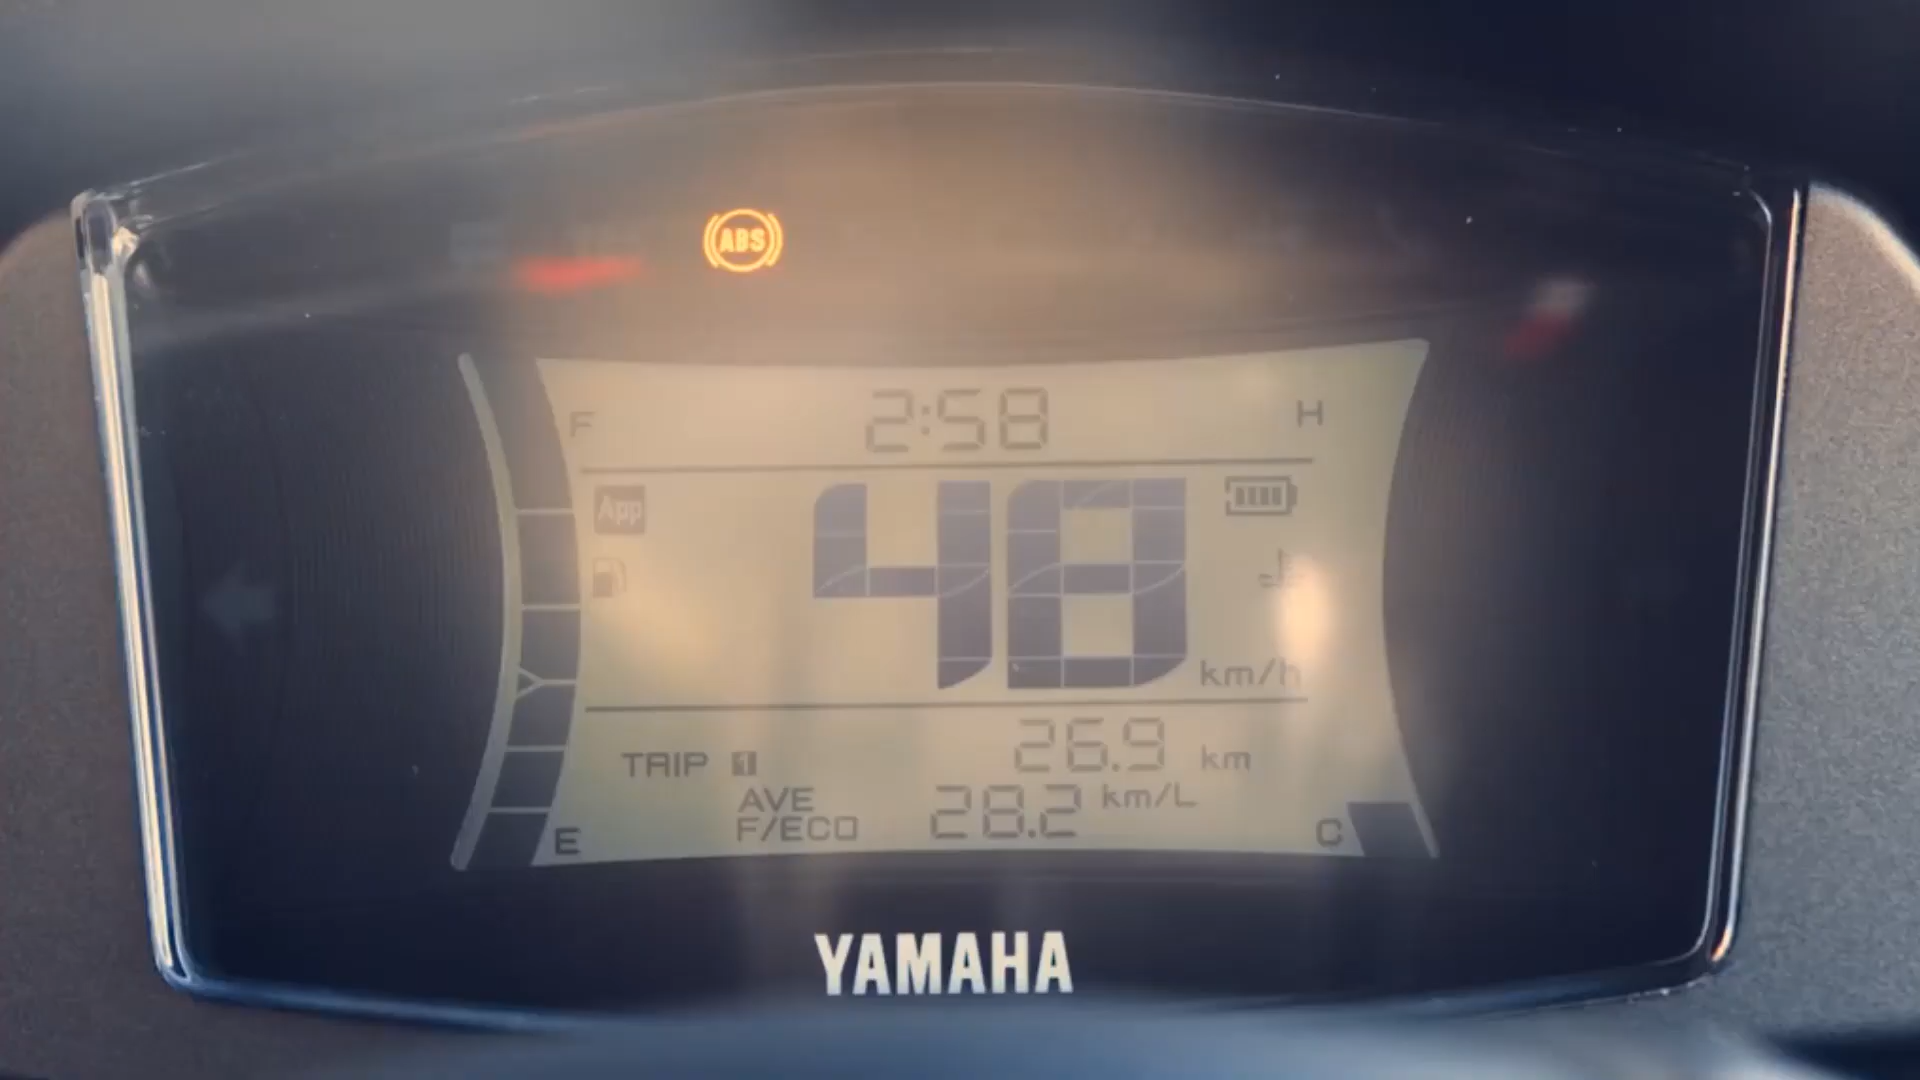 ABS
F 2:58 H
App
48 km/h
TRIP 1 26.9 km
AVE F/ECO 28.2 km/L
E C
YAMAHA